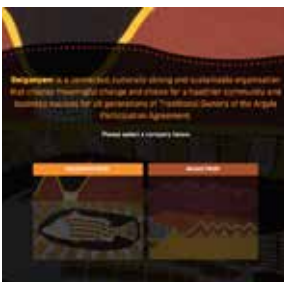 Gelganyem is a connected, culturally strong and sustainable organisation
that creates meaningful change and strives for a healthier community and
business success for all generations of Traditional Owners of the Argyle
Participation Agreement.
Please select a company below.